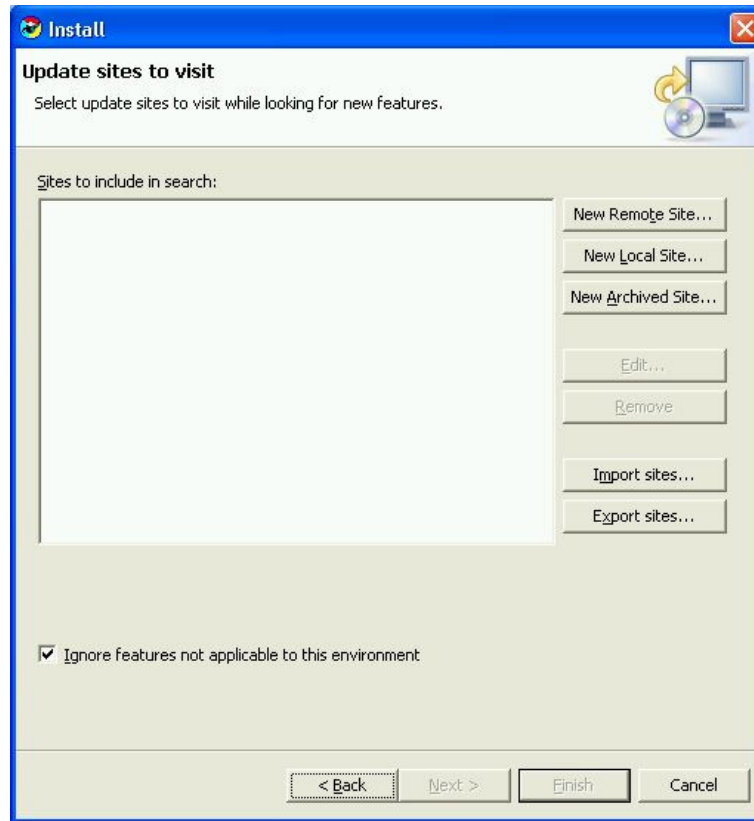 Install
Update sites to visit
Select update sites to visit while looking for new features.
Sites to include in search:
New Remote Site...
New Local Site...
New Archived Site...
Edit...
Remove
Import sites...
Export sites...
Ignore features not applicable to this environment
< Back
Next >
Finish
Cancel